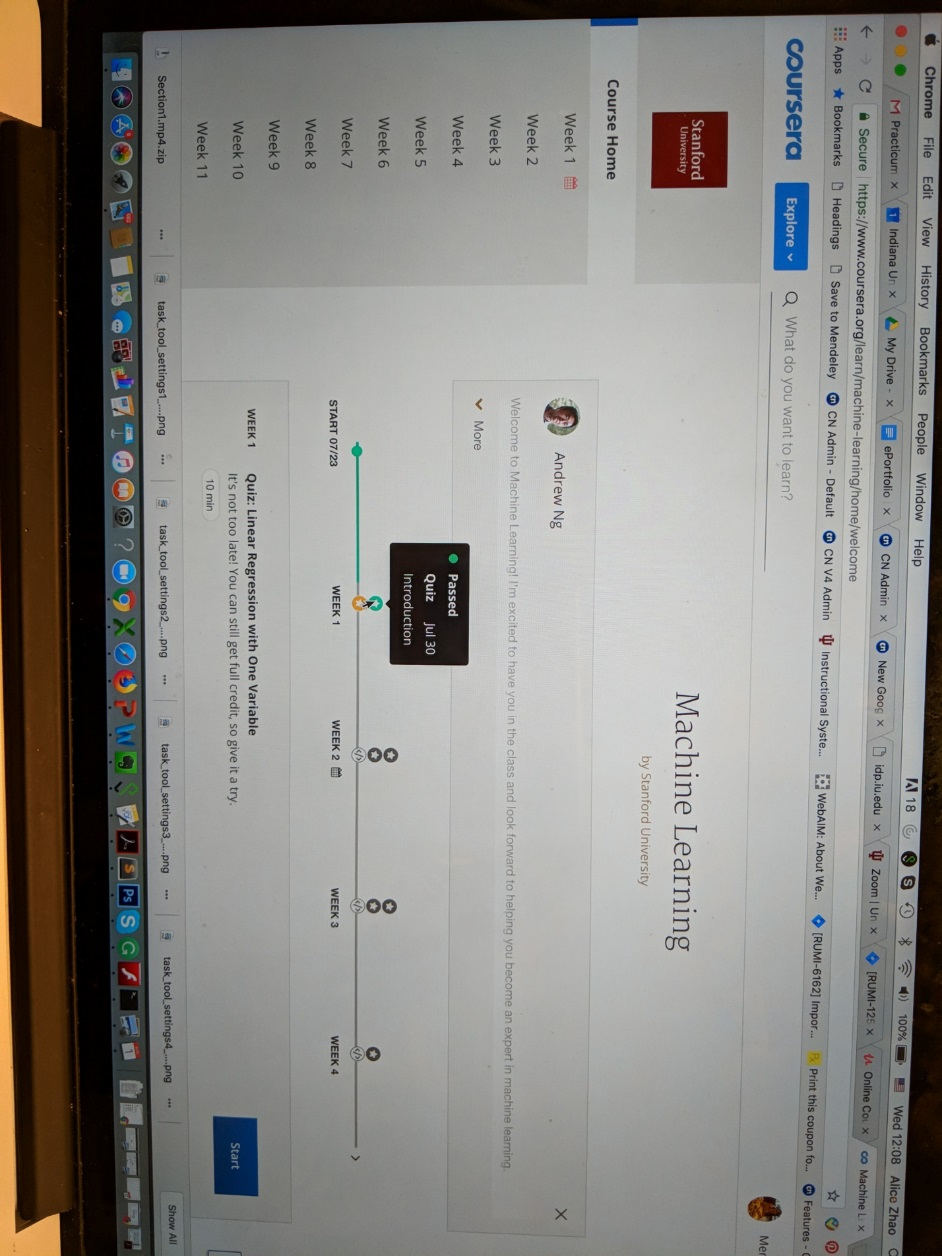 Chrome File Edit View History Bookmarks People Window Help 18 100% Wed 12:08 Alice Zhao
Practicum Indiana Un My Drive - ePortfolio CN Admin New Goog idp.iu.edu Zoom | Un [RUMI-128 Online Cou Machine L
Secure https://www.coursera.org/learn/machine-learning/home/welcome
Apps Bookmarks Headings Save to Mendeley CN Admin - Default CN V4 Admin Instructional Syste... WebAIM: About We... [RUMI-6162] Impor... Print this coupon fo... Features - C
coursera Explore What do you want to learn? Mer
Stanford
University
Machine Learning
by Stanford University
Course Home
Week 1
Week 2
Week 3
Week 4
Week 5
Week 6
Week 7
Week 8
Week 9
Week 10
Week 11
Andrew Ng
Welcome to Machine Learning! I'm excited to have you in the class and look forward to helping you become an expert in machine learning.
More
Passed
Quiz Jul 30
Introduction
START 07/23 WEEK 1 WEEK 2 WEEK 3 WEEK 4
WEEK 1 Quiz: Linear Regression with One Variable
It's not too late! You can still get full credit, so give it a try.
10 min
Start
Section1.mp4.zip task_tool_settings1_....png task_tool_settings2_....png task_tool_settings3_....png task_tool_settings4_....png Show All